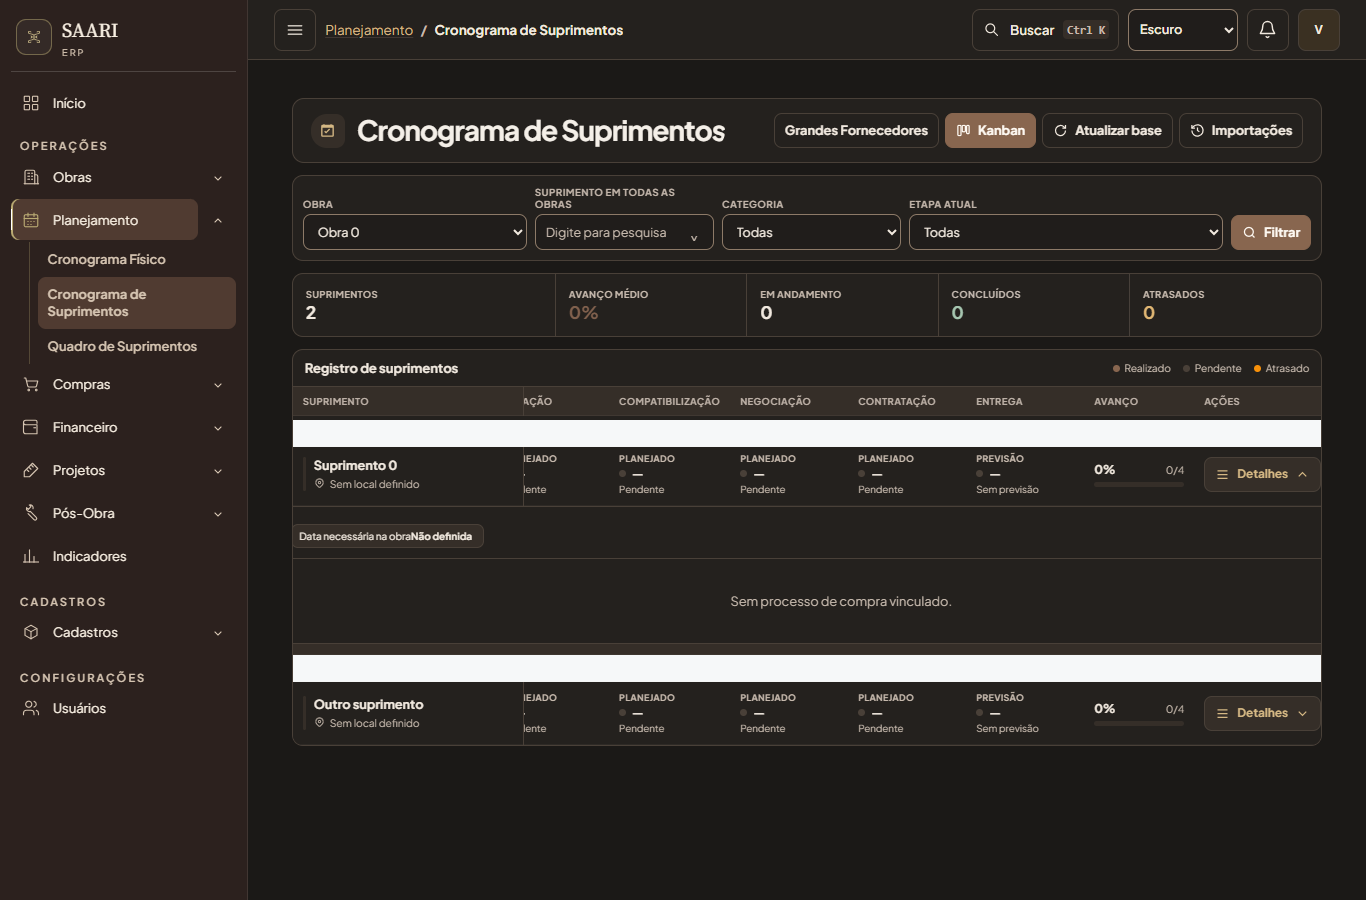 SAARI
ERP
Planejamento / Cronograma de Suprimentos
Buscar Ctrl K
Escuro
V
Início
OPERAÇÕES
Obras
Planejamento
Cronograma Físico
Cronograma de
Suprimentos
Quadro de Suprimentos
Compras
Financeiro
Projetos
Pós-Obra
Indicadores
CADASTROS
Cadastros
CONFIGURAÇÕES
Usuários
Cronograma de Suprimentos
Grandes Fornecedores
Kanban
Atualizar base
Importações
OBRA
Obra 0
SUPRIMENTO EM TODAS AS
OBRAS
Digite para pesquisa
CATEGORIA
Todas
ETAPA ATUAL
Todas
Filtrar
SUPRIMENTOS
2
AVANÇO MÉDIO
0%
EM ANDAMENTO
0
CONCLUÍDOS
0
ATRASADOS
0
Registro de suprimentos
Realizado Pendente Atrasado
SUPRIMENTO AÇÃO COMPATIBILIZAÇÃO NEGOCIAÇÃO CONTRATAÇÃO ENTREGA AVANÇO AÇÕES
Suprimento 0
Sem local definido
EJADO PLANEJADO PLANEJADO PLANEJADO PREVISÃO
— — — —
dente Pendente Pendente Pendente Sem previsão
0% 0/4
Detalhes
Data necessária na obraNão definida
Sem processo de compra vinculado.
Outro suprimento
Sem local definido
EJADO PLANEJADO PLANEJADO PLANEJADO PREVISÃO
— — — —
dente Pendente Pendente Pendente Sem previsão
0% 0/4
Detalhes